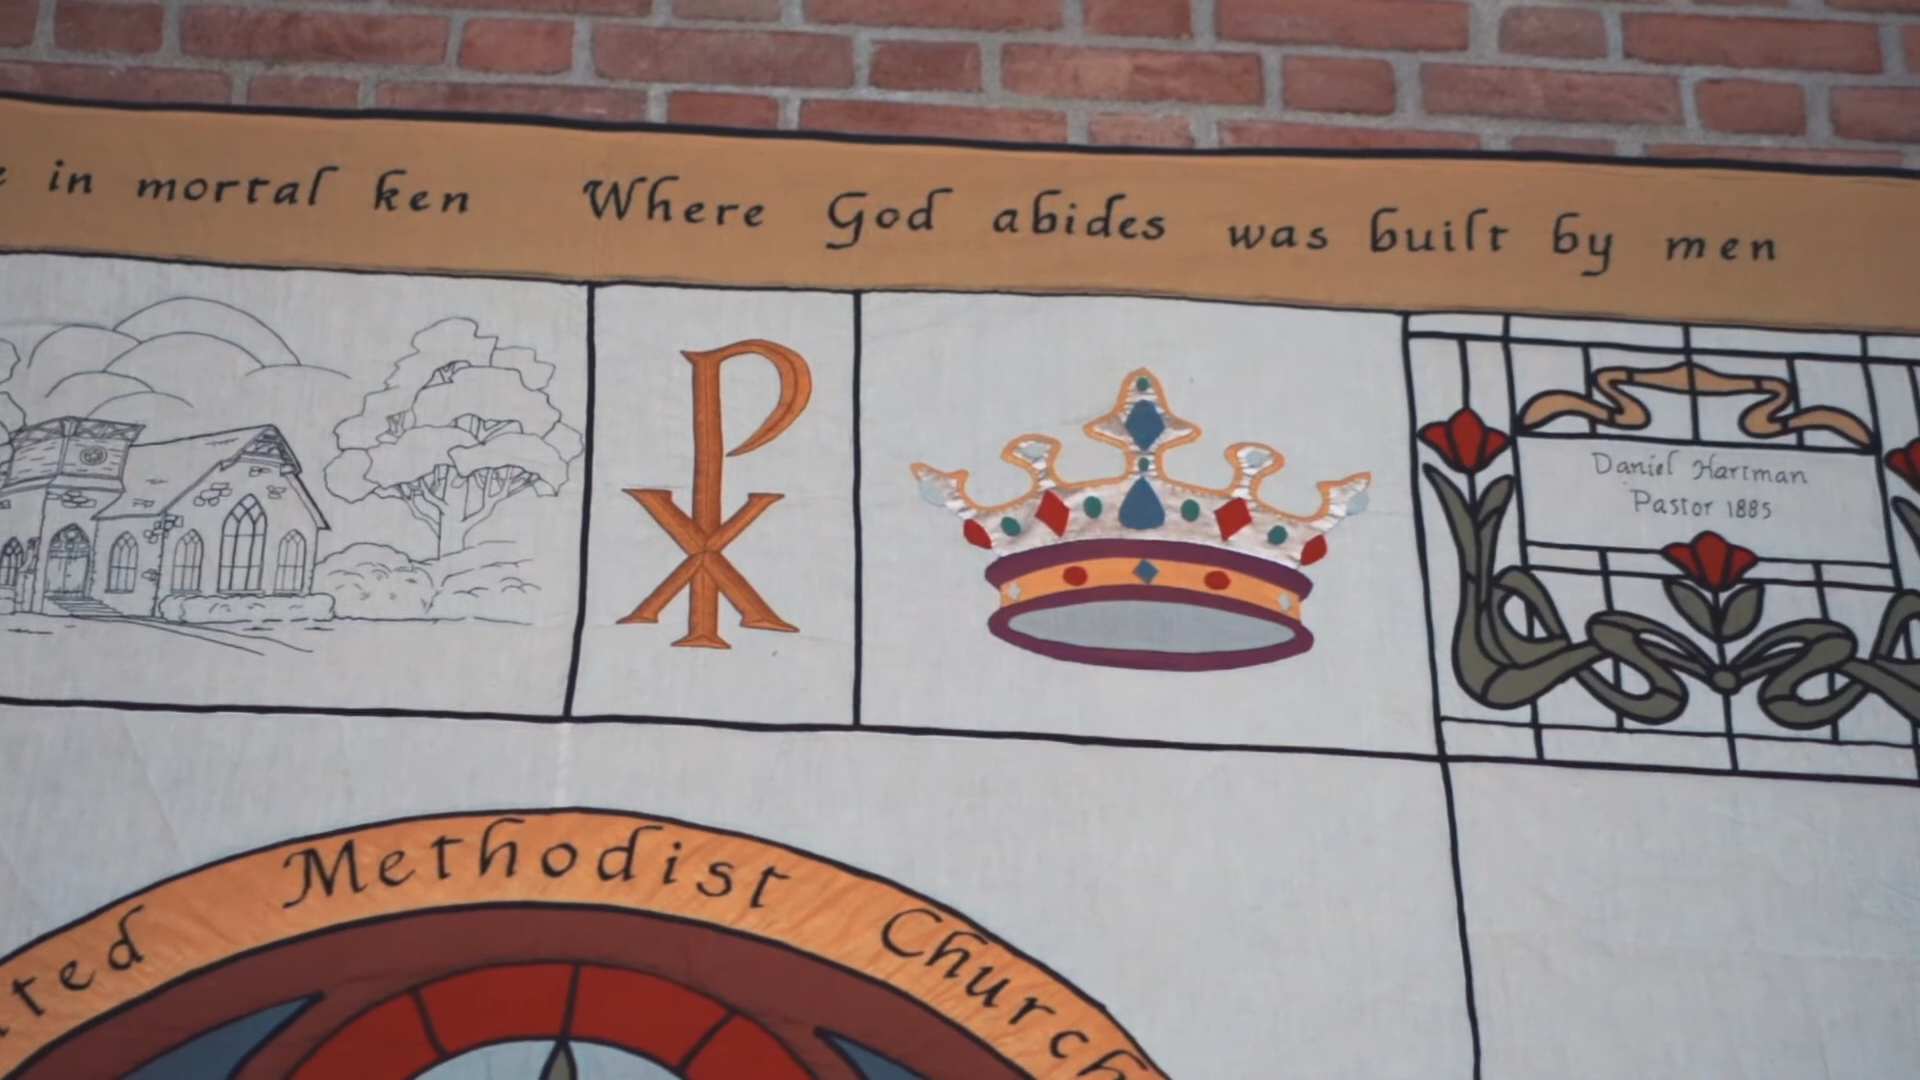 in mortal ken Where God abides was built by men
Daniel Hartman
Pastor 1885
Methodist Church